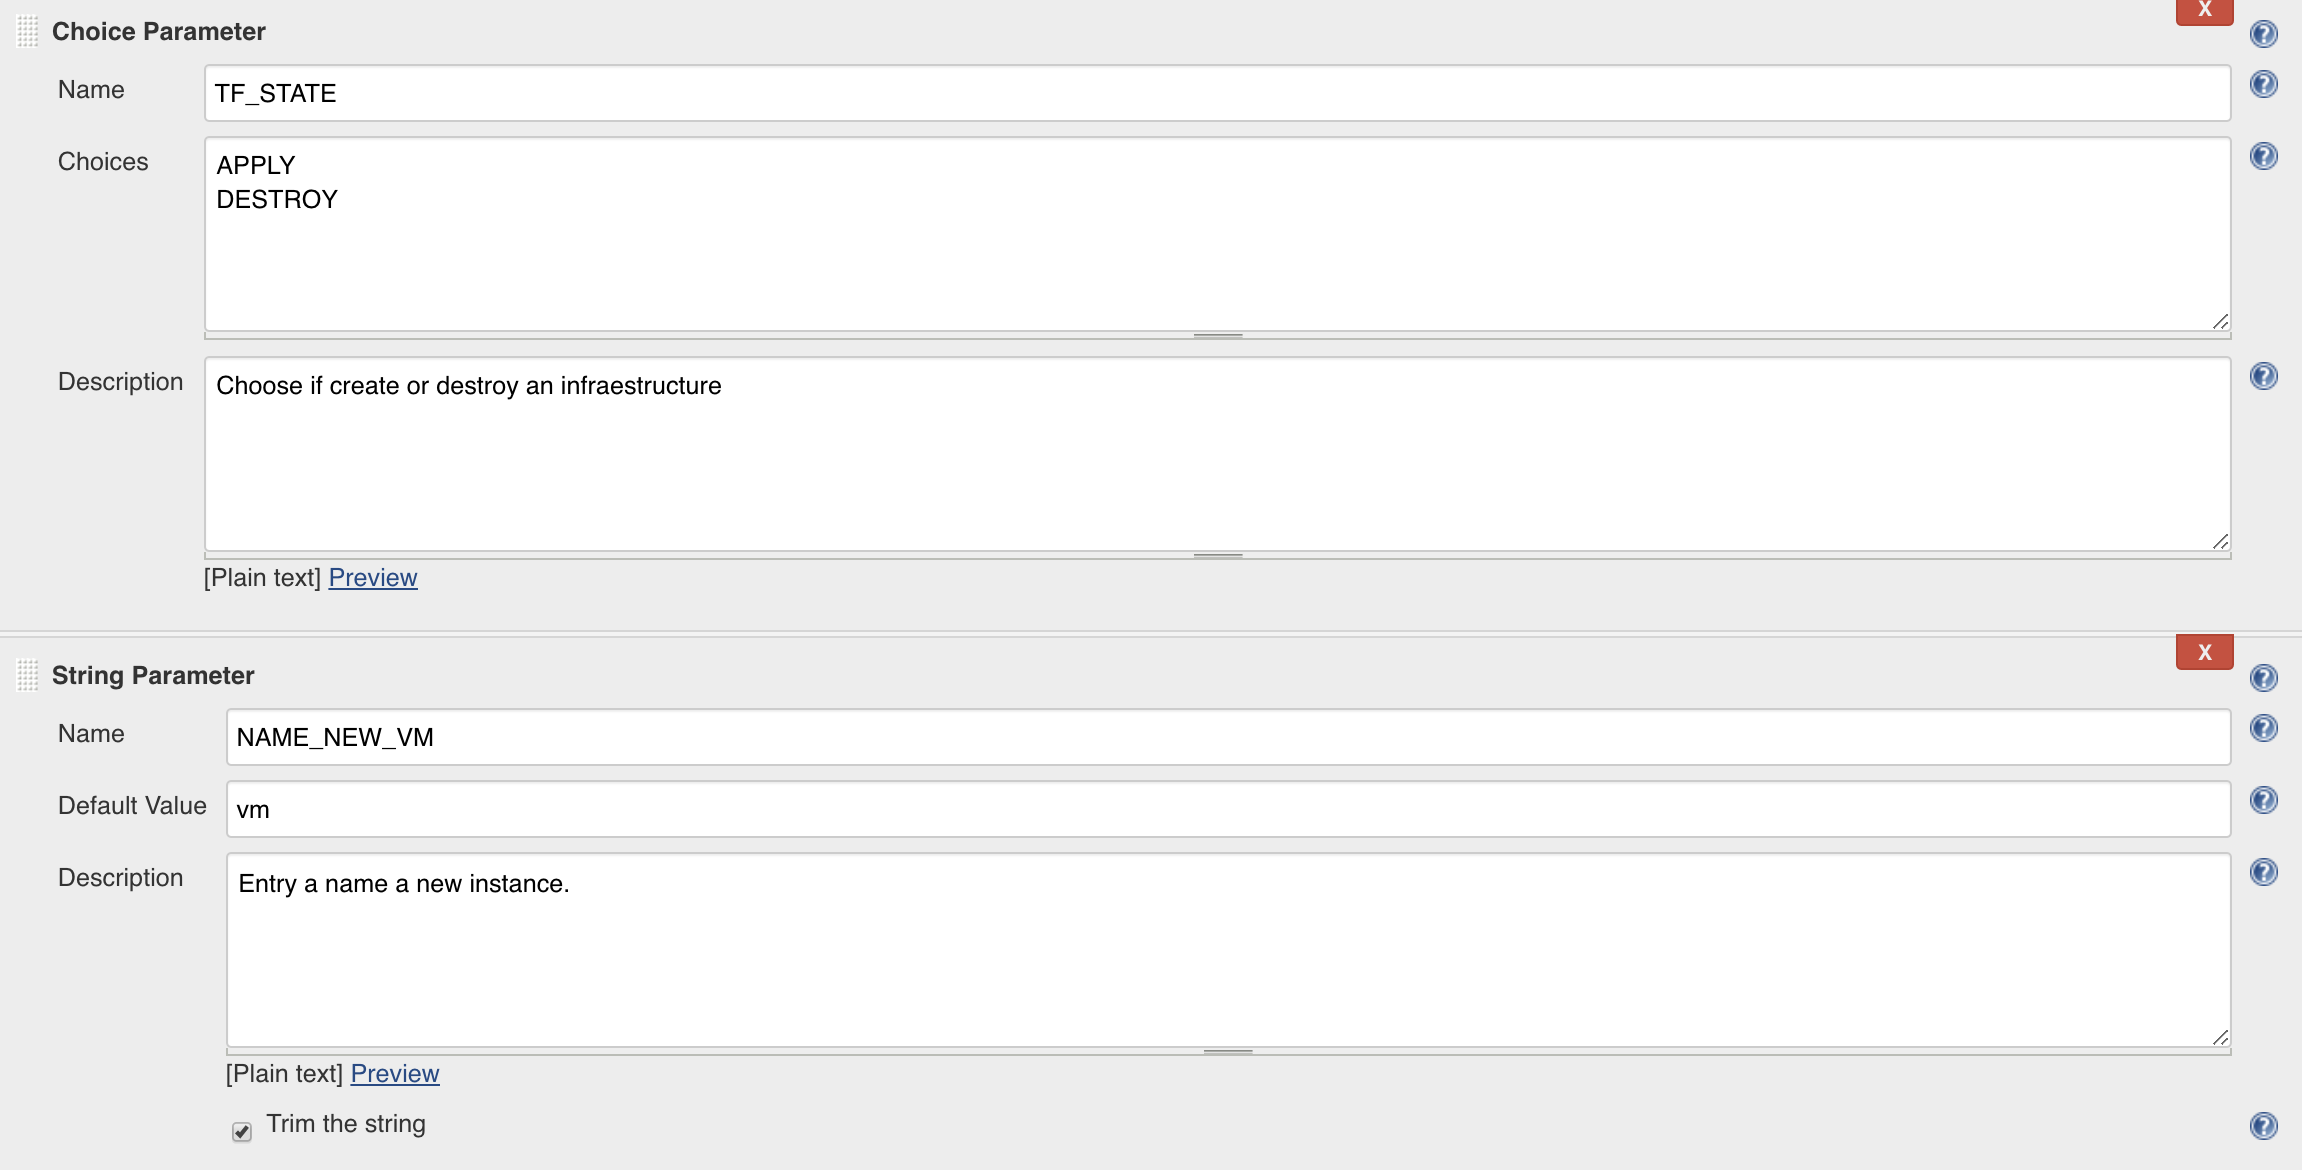 X
Choice Parameter
?
Name
TF_STATE
?
Choices
APPLY
DESTROY
?
Description
Choose if create or destroy an infraestructure
?
[Plain text] Preview
X
String Parameter
?
Name
NAME_NEW_VM
?
Default Value
vm
?
Description
Entry a name a new instance.
?
[Plain text] Preview
Trim the string
?